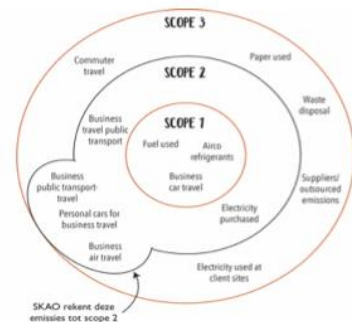 SCOPE 3
Commuter
travel
Paper used
SCOPE 2
Waste
disposal
Business
travel public
transport
SCOPE 1
Fuel used
Airco
refrigerants
Business
car travel
Suppliers/
outsourced
emissions
Business
public transport-
travel
Personal cars for
business travel
Electricity
purchased
Business
air travel
Electricity used at
client sites
SKAO rekent deze
emissies tot scope 2